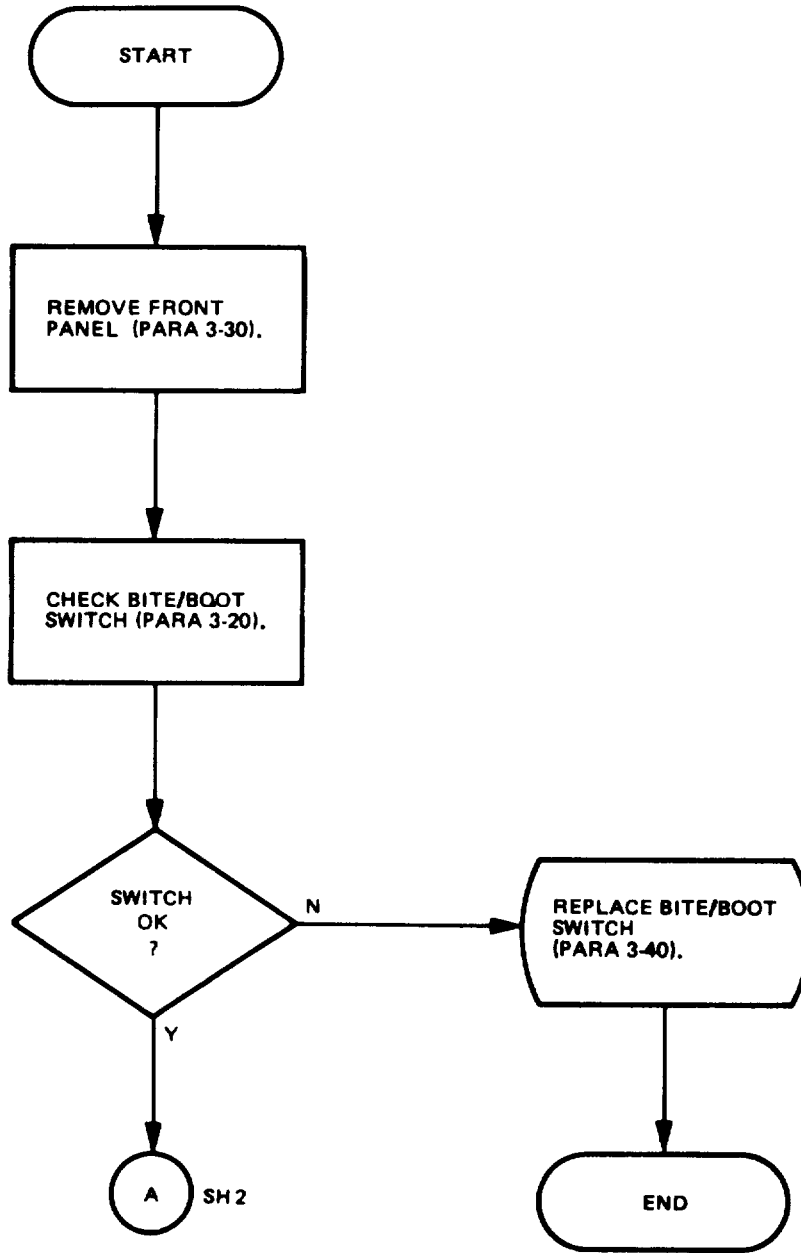 START
REMOVE FRONT
PANEL (PARA 3-30).
CHECK BITE/BOOT
SWITCH (PARA 3-20).
SWITCH
OK
?
N
REPLACE BITE/BOOT
SWITCH
(PARA 3-40).
Y
A
SH 2
END